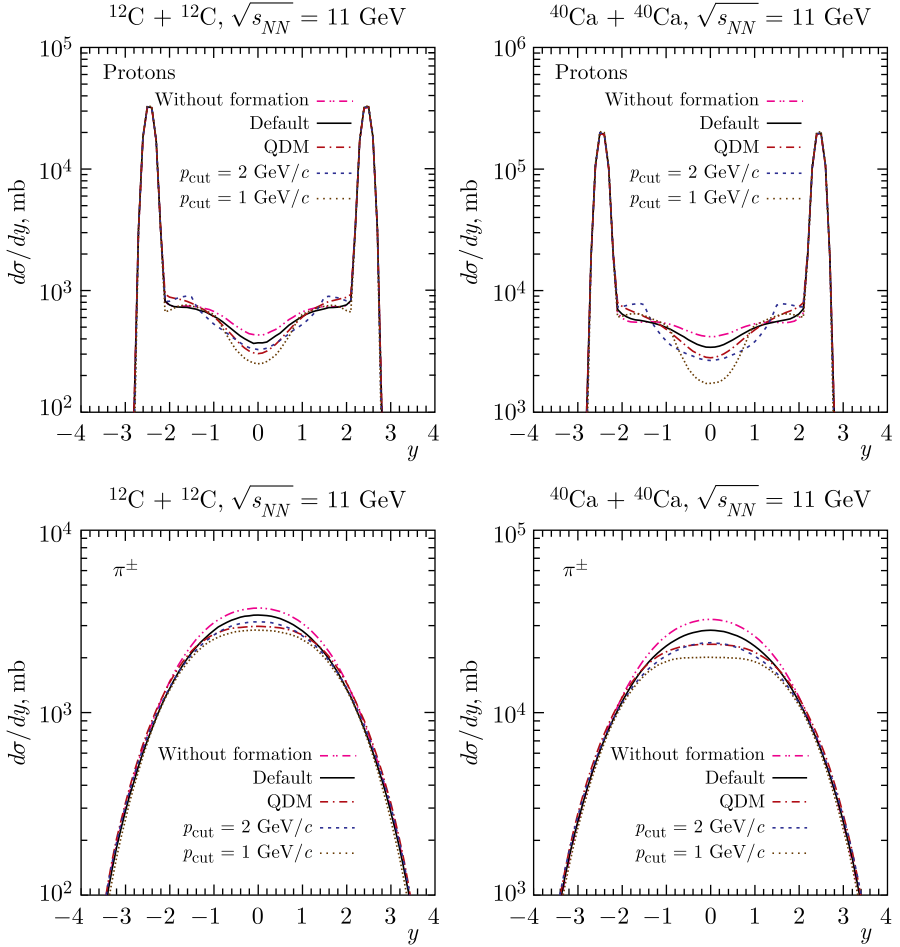 ¹²C + ¹²C, √s_NN = 11 GeV
10⁵
Protons
Without formation
Default
QDM
p_cut = 2 GeV/c
p_cut = 1 GeV/c
10⁴
10³
10²
dσ/dy, mb
−4 −3 −2 −1 0 1 2 3 4
y
⁴⁰Ca + ⁴⁰Ca, √s_NN = 11 GeV
10⁶
Protons
Without formation
Default
QDM
p_cut = 2 GeV/c
p_cut = 1 GeV/c
10⁵
10⁴
10³
dσ/dy, mb
−4 −3 −2 −1 0 1 2 3 4
y
¹²C + ¹²C, √s_NN = 11 GeV
10⁴
π±
10³
dσ/dy, mb
Without formation
Default
QDM
p_cut = 2 GeV/c
p_cut = 1 GeV/c
10²
−4 −3 −2 −1 0 1 2 3 4
y
⁴⁰Ca + ⁴⁰Ca, √s_NN = 11 GeV
10⁵
π±
10⁴
dσ/dy, mb
Without formation
Default
QDM
p_cut = 2 GeV/c
p_cut = 1 GeV/c
10³
−4 −3 −2 −1 0 1 2 3 4
y